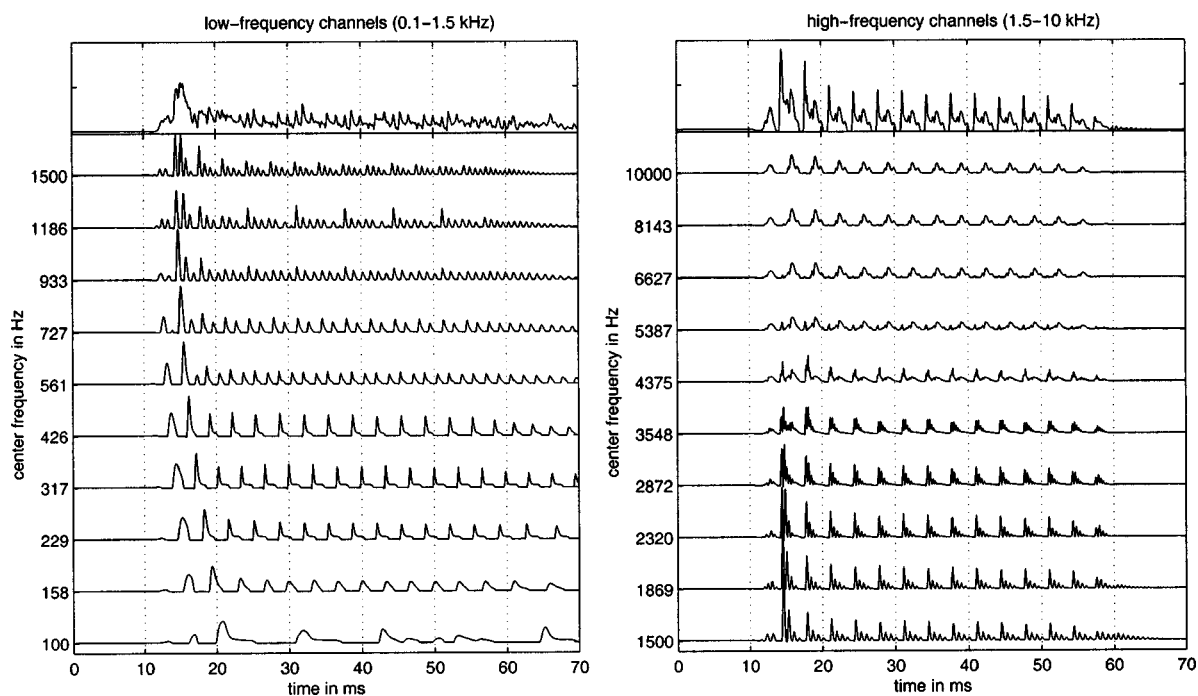 low-frequency channels (0.1-1.5 kHz)
1500
1186
933
727
561
426
317
229
158
100
center frequency in Hz
0 10 20 30 40 50 60 70
time in ms
high-frequency channels (1.5-10 kHz)
10000
8143
6627
5387
4375
3548
2872
2320
1869
1500
center frequency in Hz
0 10 20 30 40 50 60 70
time in ms